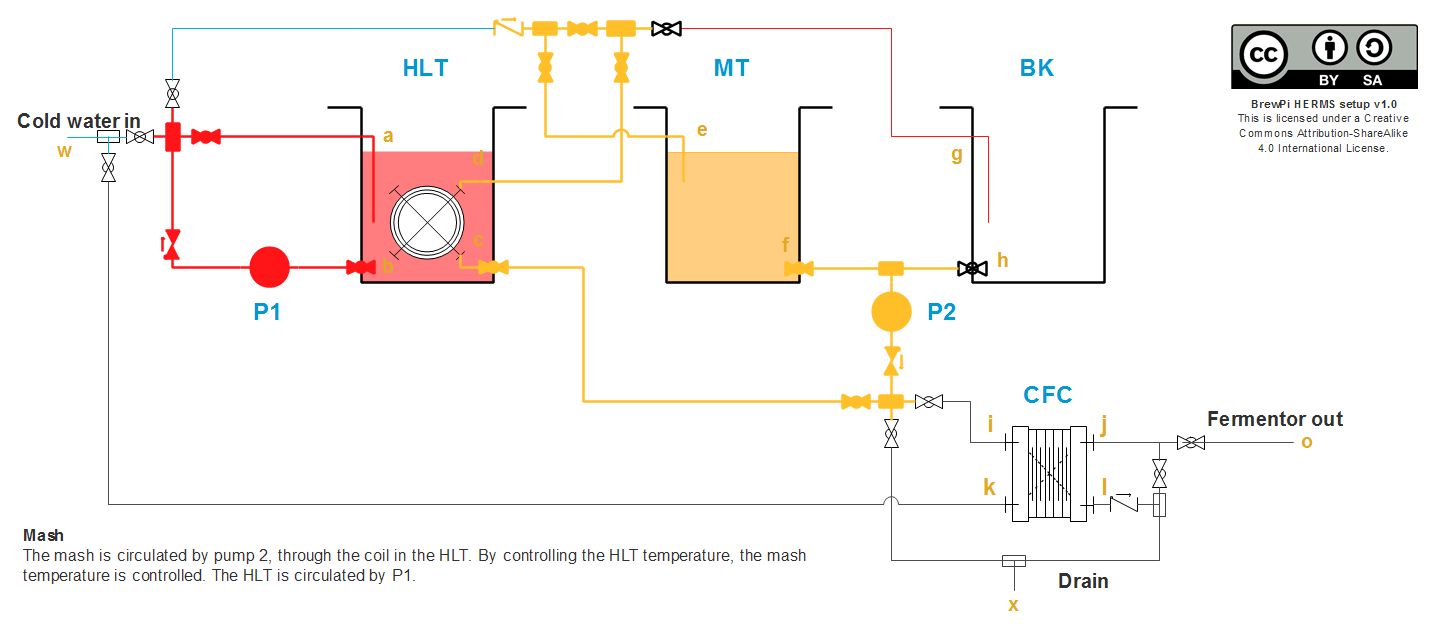 HLT
MT
BK
cc
BY SA
BrewPi HERMS setup v1.0
This is licensed under a Creative
Commons Attribution-ShareAlike
4.0 International License.
Cold water in
w
a
d
e
g
c
b
f
h
P1
P2
CFC
i
j
Fermentor out
o
k
l
Mash
The mash is circulated by pump 2, through the coil in the HLT. By controlling the HLT temperature, the mash
temperature is controlled. The HLT is circulated by P1.
Drain
x